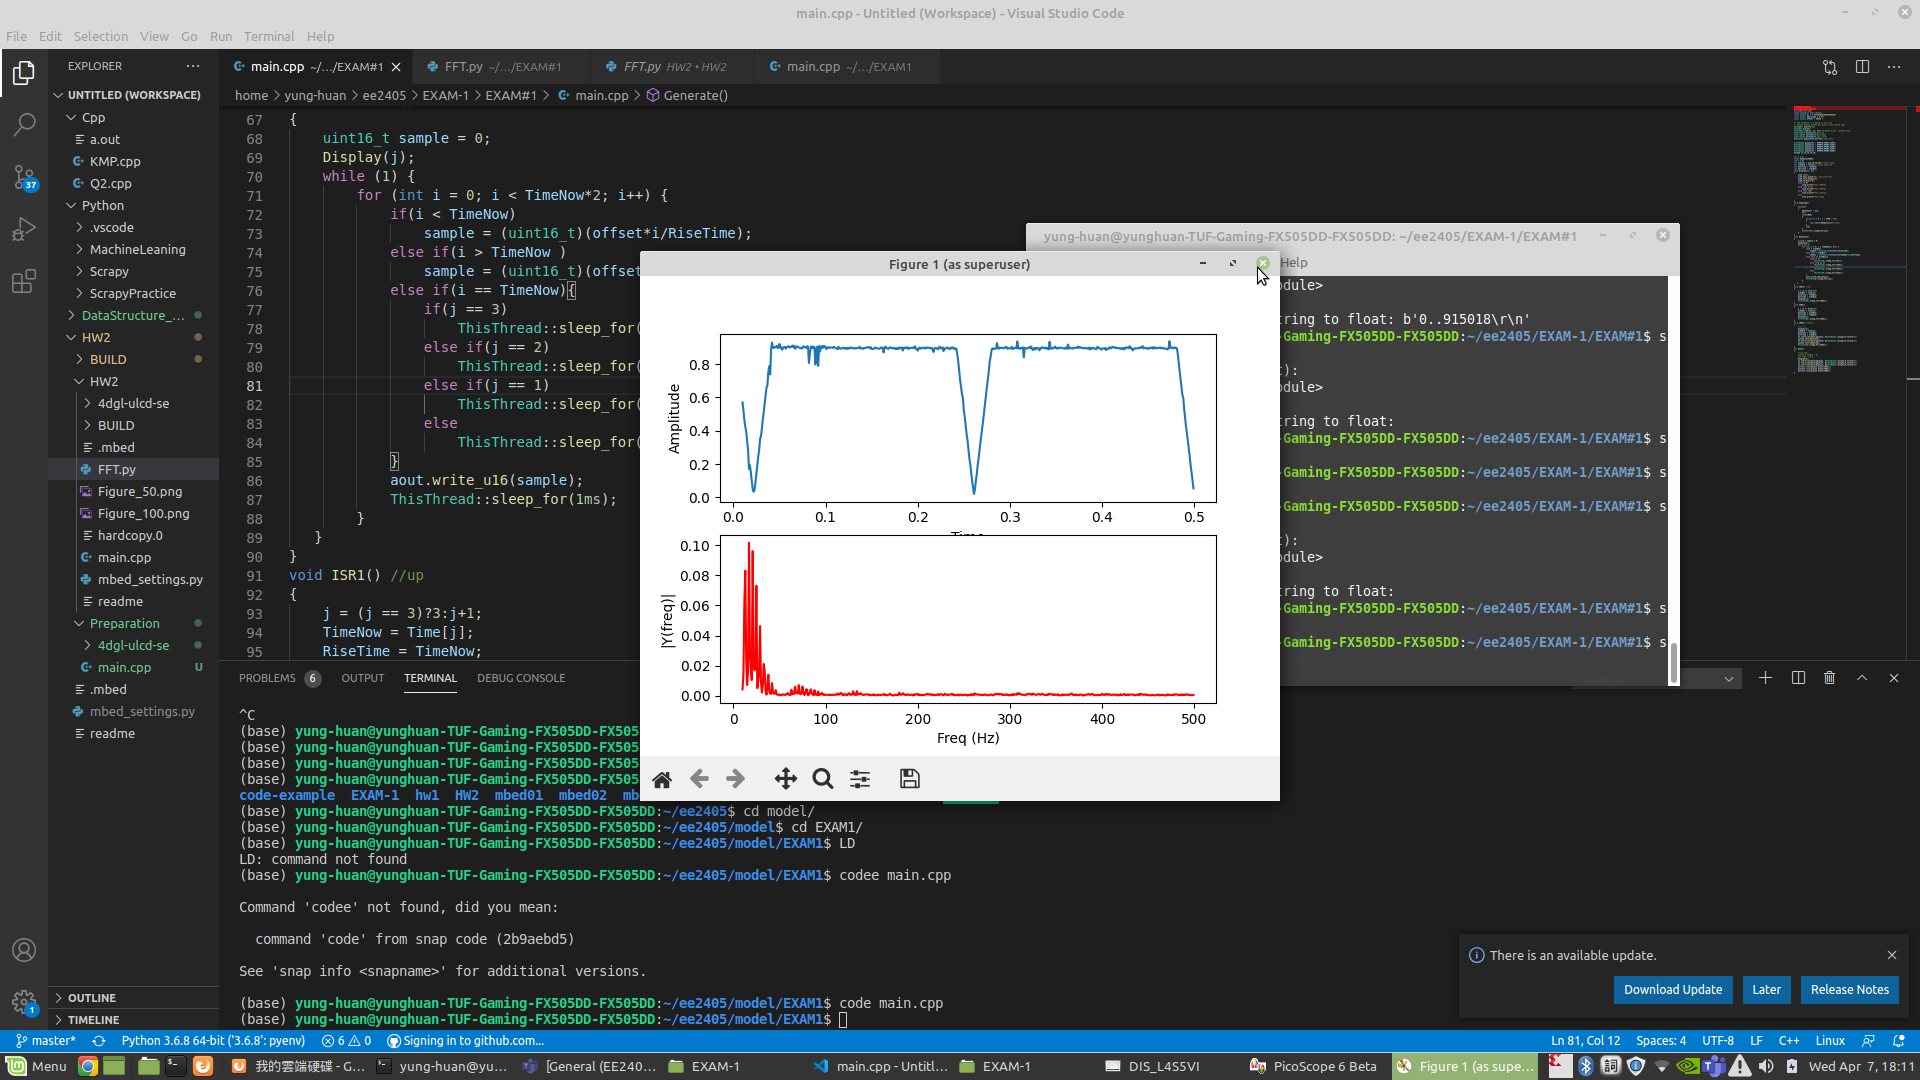 main.cpp - Untitled (Workspace) - Visual Studio Code
File Edit Selection View Go Run Terminal Help
EXPLORER
main.cpp ~/.../EXAM#1
FFT.py ~/.../EXAM#1
FFT.py HW2 • HW2
main.cpp ~/.../EXAM1
UNTITLED (WORKSPACE)
home > yung-huan > ee2405 > EXAM-1 > EXAM#1 > main.cpp > Generate()
Cpp
a.out
KMP.cpp
Q2.cpp
Python
.vscode
MachineLeaning
Scrapy
ScrapyPractice
DataStructure_...
HW2
BUILD
HW2
4dgl-ulcd-se
BUILD
.mbed
FFT.py
Figure_50.png
Figure_100.png
hardcopy.0
main.cpp
mbed_settings.py
readme
Preparation
4dgl-ulcd-se
main.cpp U
.mbed
mbed_settings.py
readme
OUTLINE
TIMELINE
37
1
67 {
68 uint16_t sample = 0;
69 Display(j);
70 while (1) {
71 for (int i = 0; i < TimeNow*2; i++) {
72 if(i < TimeNow)
73 sample = (uint16_t)(offset*i/RiseTime);
74 else if(i > TimeNow )
75 sample = (uint16_t)(offset
76 else if(i == TimeNow){
77 if(j == 3)
78 ThisThread::sleep_for(
79 else if(j == 2)
80 ThisThread::sleep_for(
81 else if(j == 1)
82 ThisThread::sleep_for(
83 else
84 ThisThread::sleep_for(
85 }
86 aout.write_u16(sample);
87 ThisThread::sleep_for(1ms);
88 }
89 }
90 }
91 void ISR1() //up
92 {
93 j = (j == 3)?3:j+1;
94 TimeNow = Time[j];
95 RiseTime = TimeNow;
yung-huan@yunghuan-TUF-Gaming-FX505DD-FX505DD: ~/ee2405/EXAM-1/EXAM#1
Help
dule>
ring to float: b'0..915018\r\n'
-Gaming-FX505DD-FX505DD:~/ee2405/EXAM-1/EXAM#1$ s
t):
dule>
ring to float:
-Gaming-FX505DD-FX505DD:~/ee2405/EXAM-1/EXAM#1$ s
-Gaming-FX505DD-FX505DD:~/ee2405/EXAM-1/EXAM#1$ s
-Gaming-FX505DD-FX505DD:~/ee2405/EXAM-1/EXAM#1$ s
t):
dule>
ring to float:
-Gaming-FX505DD-FX505DD:~/ee2405/EXAM-1/EXAM#1$ s
-Gaming-FX505DD-FX505DD:~/ee2405/EXAM-1/EXAM#1$ s
Figure 1 (as superuser)
Amplitude
0.8
0.6
0.4
0.2
0.0
0.0 0.1 0.2 0.3 0.4 0.5
Time
|Y(freq)|
0.10
0.08
0.06
0.04
0.02
0.00
0 100 200 300 400 500
Freq (Hz)
PROBLEMS 6 OUTPUT TERMINAL DEBUG CONSOLE
^C
(base) yung-huan@yunghuan-TUF-Gaming-FX505DD-FX505
(base) yung-huan@yunghuan-TUF-Gaming-FX505DD-FX505
(base) yung-huan@yunghuan-TUF-Gaming-FX505DD-FX505
(base) yung-huan@yunghuan-TUF-Gaming-FX505DD-FX505
code-example EXAM-1 hw1 HW2 mbed01 mbed02 mb
(base) yung-huan@yunghuan-TUF-Gaming-FX505DD-FX505DD:~/ee2405$ cd model/
(base) yung-huan@yunghuan-TUF-Gaming-FX505DD-FX505DD:~/ee2405/model$ cd EXAM1/
(base) yung-huan@yunghuan-TUF-Gaming-FX505DD-FX505DD:~/ee2405/model/EXAM1$ LD
LD: command not found
(base) yung-huan@yunghuan-TUF-Gaming-FX505DD-FX505DD:~/ee2405/model/EXAM1$ codee main.cpp
Command 'codee' not found, did you mean:
command 'code' from snap code (2b9aebd5)
See 'snap info <snapname>' for additional versions.
(base) yung-huan@yunghuan-TUF-Gaming-FX505DD-FX505DD:~/ee2405/model/EXAM1$ code main.cpp
(base) yung-huan@yunghuan-TUF-Gaming-FX505DD-FX505DD:~/ee2405/model/EXAM1$
There is an available update.
Download Update Later Release Notes
master* Python 3.6.8 64-bit ('3.6.8': pyenv) 6 0 Signing in to github.com... Ln 81, Col 12 Spaces: 4 UTF-8 LF C++ Linux
Menu 我的雲端硬碟 - G... yung-huan@yu... [General (EE240... EXAM-1 main.cpp - Untitl... EXAM-1 DIS_L4S5VI PicoScope 6 Beta Figure 1 (as supe... 詞 Wed Apr 7, 18:11